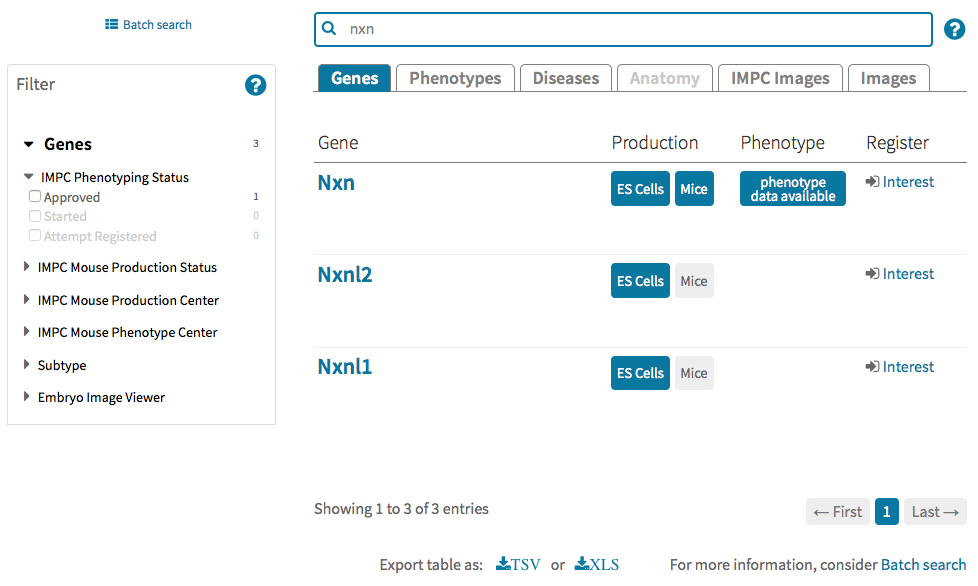 Batch search
nxn
?
Filter ?
Genes Phenotypes Diseases Anatomy IMPC Images Images
Genes 3
IMPC Phenotyping Status
Approved 1
Started 0
Attempt Registered 0
IMPC Mouse Production Status
IMPC Mouse Production Center
IMPC Mouse Phenotype Center
Subtype
Embryo Image Viewer
Gene Production Phenotype Register
Nxn ES Cells Mice phenotype
data available Interest
Nxnl2 ES Cells Mice Interest
Nxnl1 ES Cells Mice Interest
Showing 1 to 3 of 3 entries ← First 1 Last →
Export table as: TSV or XLS For more information, consider Batch search